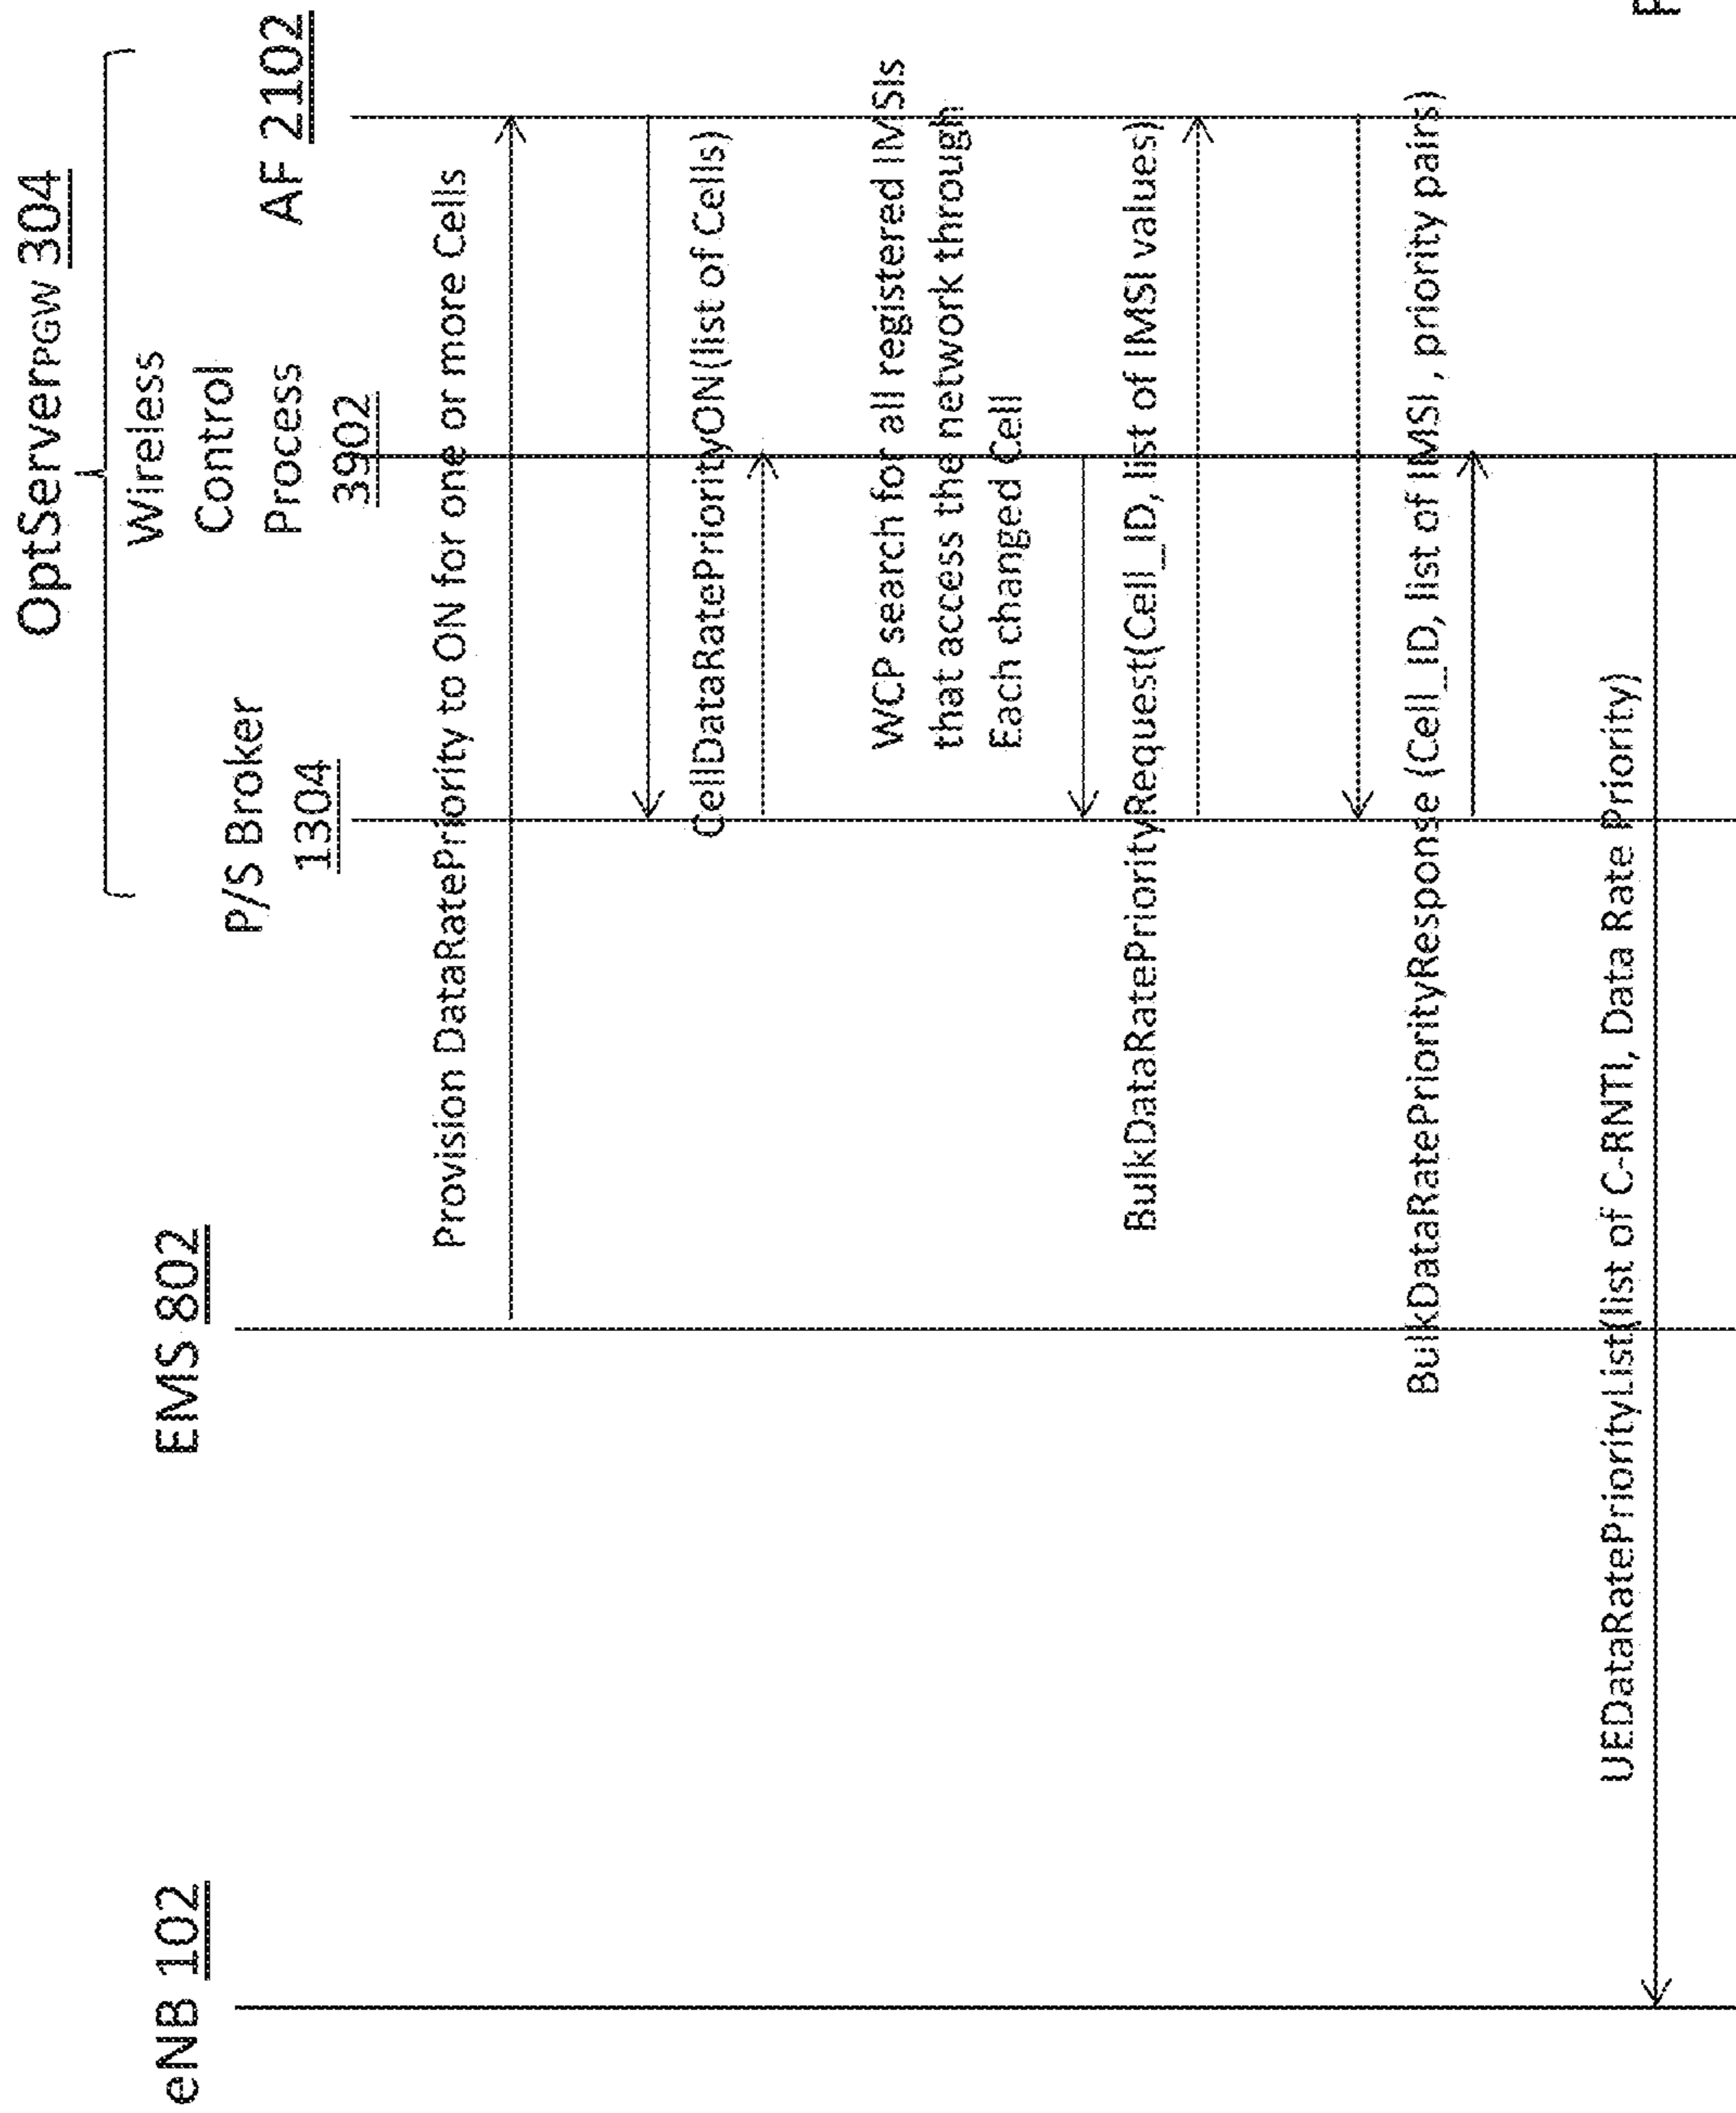 OptServerPGW 304
eNB 102
EMS 802
P/S Broker
1304
Wireless
Control
Process
3902
AF 2102
Provision DataRatePriority to ON for one or more Cells
CellDataRatePriorityON(list of Cells)
WCP search for all registered IMSIs
that access the network through
Each changed Cell
BulkDataRatePriorityRequest(Cell_ID, list of IMSI values)
BulkDataRatePriorityResponse (Cell_ID, list of IMSI , priority pairs)
UEDataRatePriorityList(list of C-RNTI, Data Rate Priority)